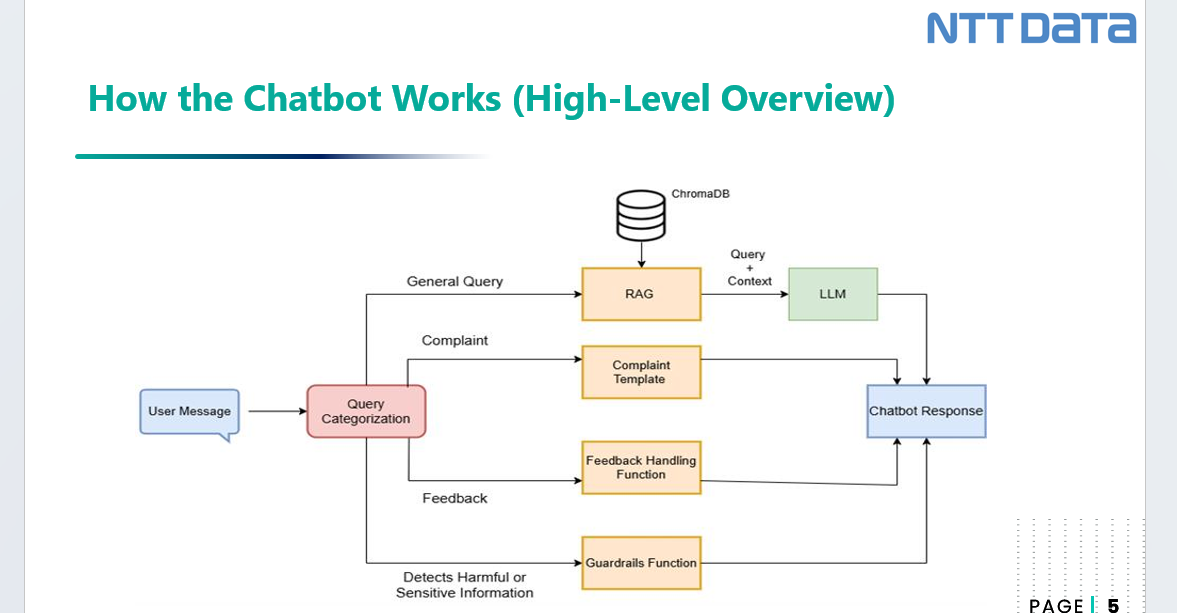 NTT DATA
How the Chatbot Works (High-Level Overview)
ChromaDB
Query
+
Context
General Query
RAG
LLM
Complaint
Complaint
Template
User Message
Query
Categorization
Chatbot Response
Feedback Handling
Function
Feedback
Guardrails Function
Detects Harmful or
Sensitive Information
PAGE 5